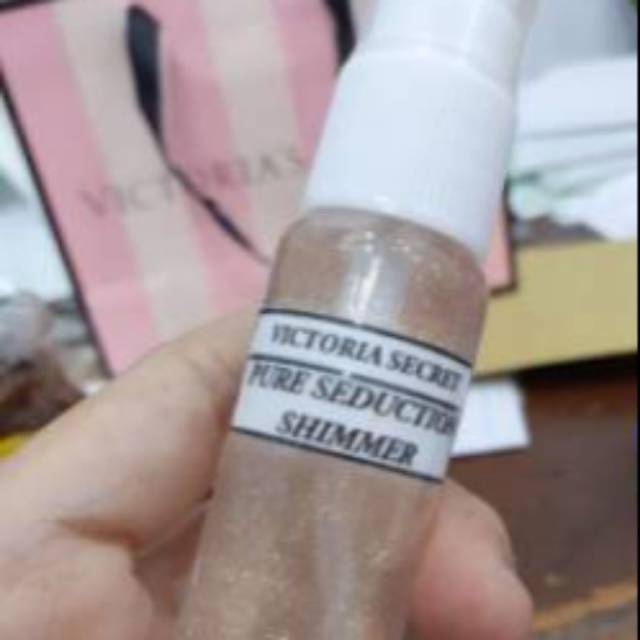 VICTORIA'S
VICTORIA SECRET
PURE SEDUCTION
SHIMMER